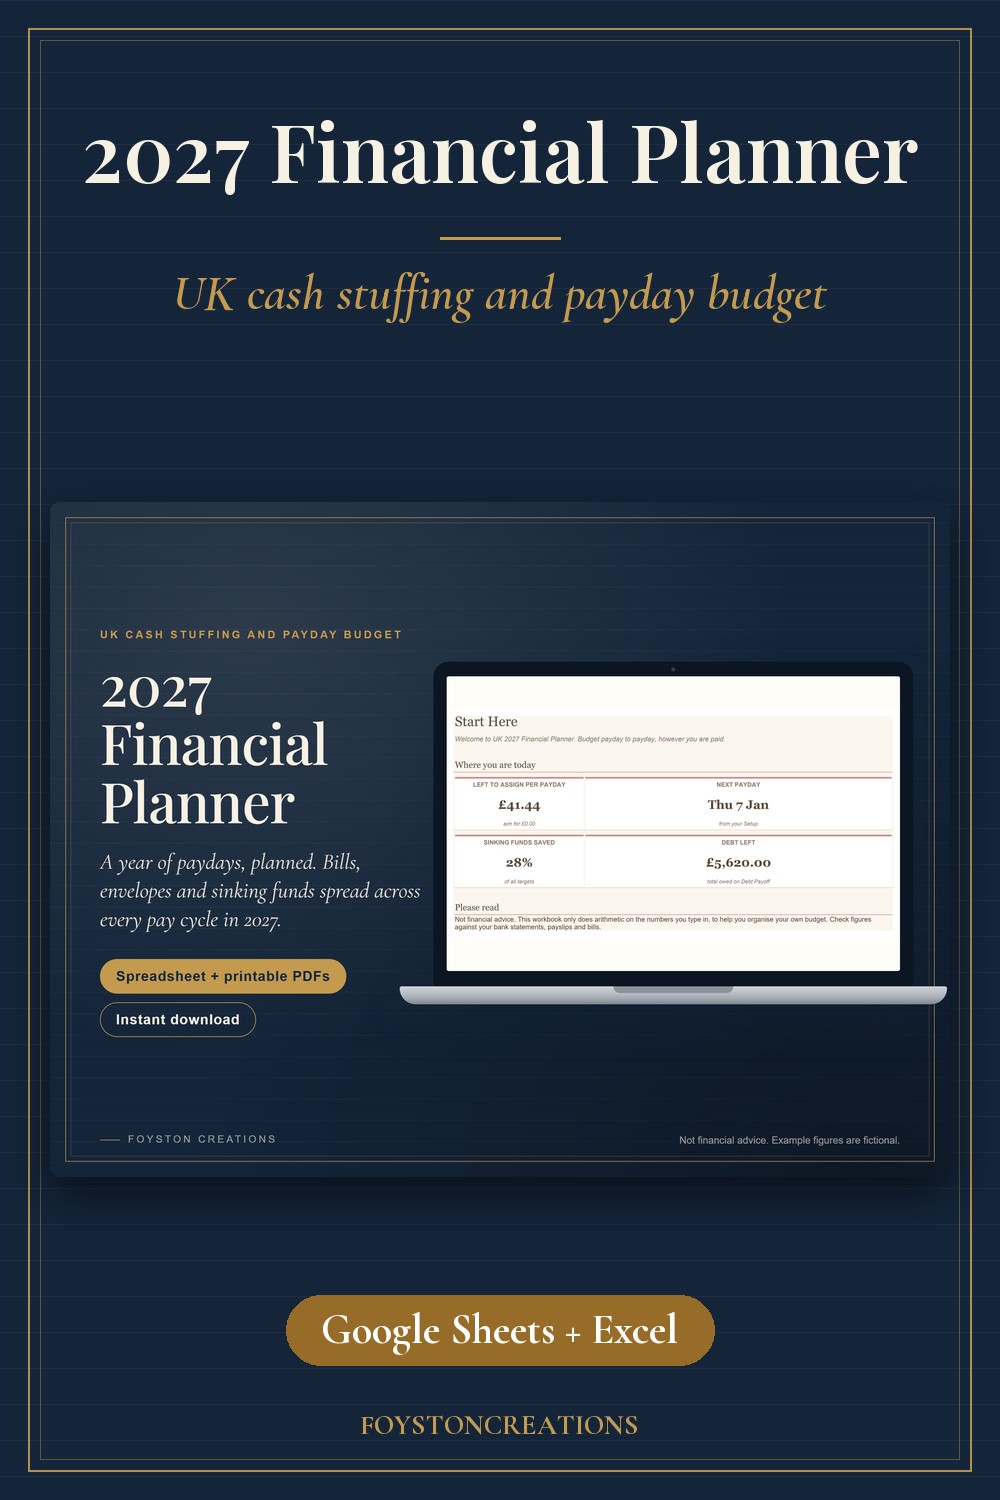 2027 Financial Planner
UK cash stuffing and payday budget
UK CASH STUFFING AND PAYDAY BUDGET
2027
Financial
Planner
A year of paydays, planned. Bills,
envelopes and sinking funds spread across
every pay cycle in 2027.
Spreadsheet + printable PDFs
Instant download
Start Here
Welcome to UK 2027 Financial Planner. Budget payday to payday, however you are paid.
Where you are today
LEFT TO ASSIGN PER PAYDAY
£41.44
aim for £0.00
NEXT PAYDAY
Thu 7 Jan
from your Setup
SINKING FUNDS SAVED
28%
of all targets
DEBT LEFT
£5,620.00
total owed on Debt Payoff
Please read
Not financial advice. This workbook only does arithmetic on the numbers you type in, to help you organise your own budget. Check figures
against your bank statements, payslips and bills.
FOYSTON CREATIONS
Not financial advice. Example figures are fictional.
Google Sheets + Excel
FOYSTONCREATIONS